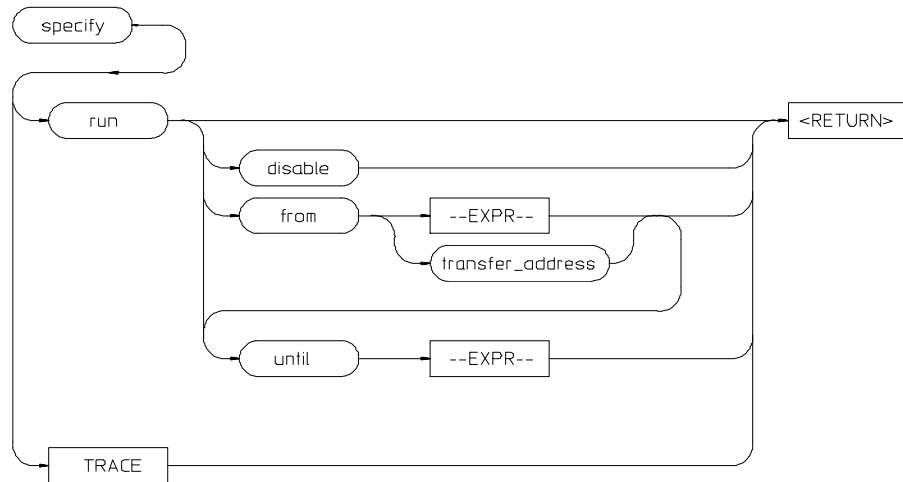 specify
run
<RETURN>
disable
from
--EXPR--
transfer_address
until
--EXPR--
TRACE